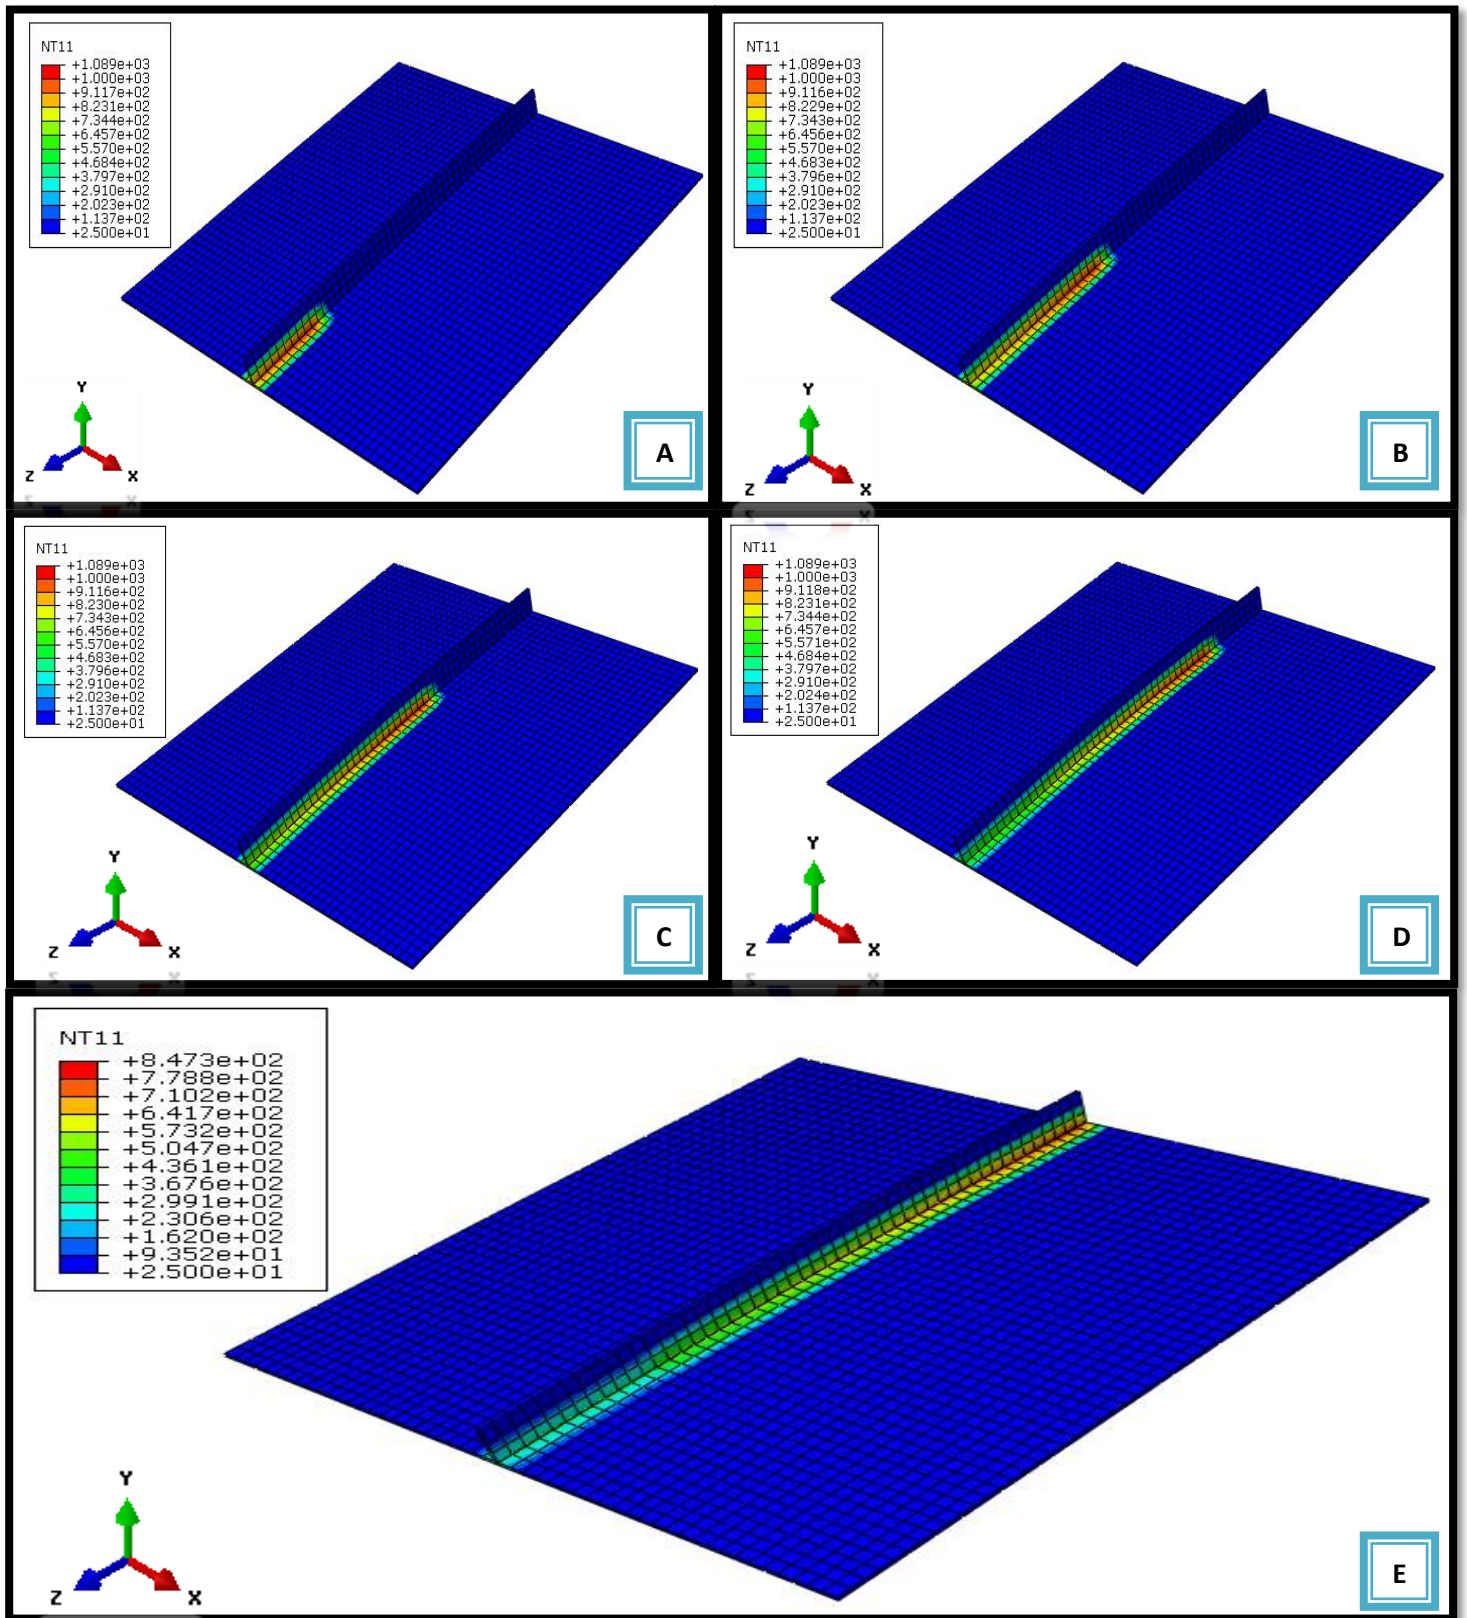 NT11
+1.089e+03
+1.000e+03
+9.117e+02
+8.231e+02
+7.344e+02
+6.457e+02
+5.570e+02
+4.684e+02
+3.797e+02
+2.910e+02
+2.023e+02
+1.137e+02
+2.500e+01
Y
Z
X
A
NT11
+1.089e+03
+1.000e+03
+9.116e+02
+8.229e+02
+7.343e+02
+6.456e+02
+5.570e+02
+4.683e+02
+3.796e+02
+2.910e+02
+2.023e+02
+1.137e+02
+2.500e+01
Y
Z
X
B
NT11
+1.089e+03
+1.000e+03
+9.116e+02
+8.230e+02
+7.343e+02
+6.456e+02
+5.570e+02
+4.683e+02
+3.796e+02
+2.910e+02
+2.023e+02
+1.137e+02
+2.500e+01
Y
Z
X
C
NT11
+1.089e+03
+1.000e+03
+9.118e+02
+8.231e+02
+7.344e+02
+6.457e+02
+5.571e+02
+4.684e+02
+3.797e+02
+2.910e+02
+2.024e+02
+1.137e+02
+2.500e+01
Y
Z
X
D
NT11
+8.473e+02
+7.788e+02
+7.102e+02
+6.417e+02
+5.732e+02
+5.047e+02
+4.361e+02
+3.676e+02
+2.991e+02
+2.306e+02
+1.620e+02
+9.352e+01
+2.500e+01
Y
Z
X
E